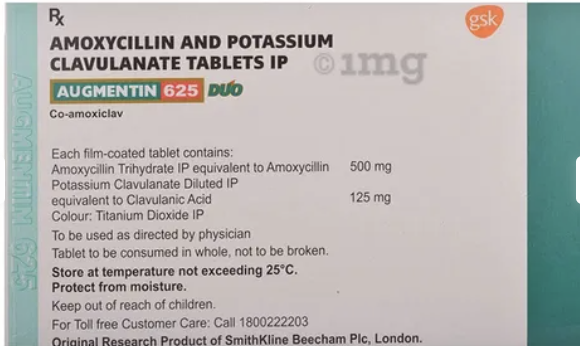 Rx
gsk
AMOXYCILLIN AND POTASSIUM
CLAVULANATE TABLETS IP
© 1mg
AUGMENTIN 625 DUO
Co-amoxiclav
AUGMENTIN 625
Each film-coated tablet contains:
Amoxycillin Trihydrate IP equivalent to Amoxycillin 500 mg
Potassium Clavulanate Diluted IP
equivalent to Clavulanic Acid 125 mg
Colour: Titanium Dioxide IP
To be used as directed by physician
Tablet to be consumed in whole, not to be broken.
Store at temperature not exceeding 25°C.
Protect from moisture.
Keep out of reach of children.
For Toll free Customer Care: Call 1800222203
Original Research Product of SmithKline Beecham Plc, London.